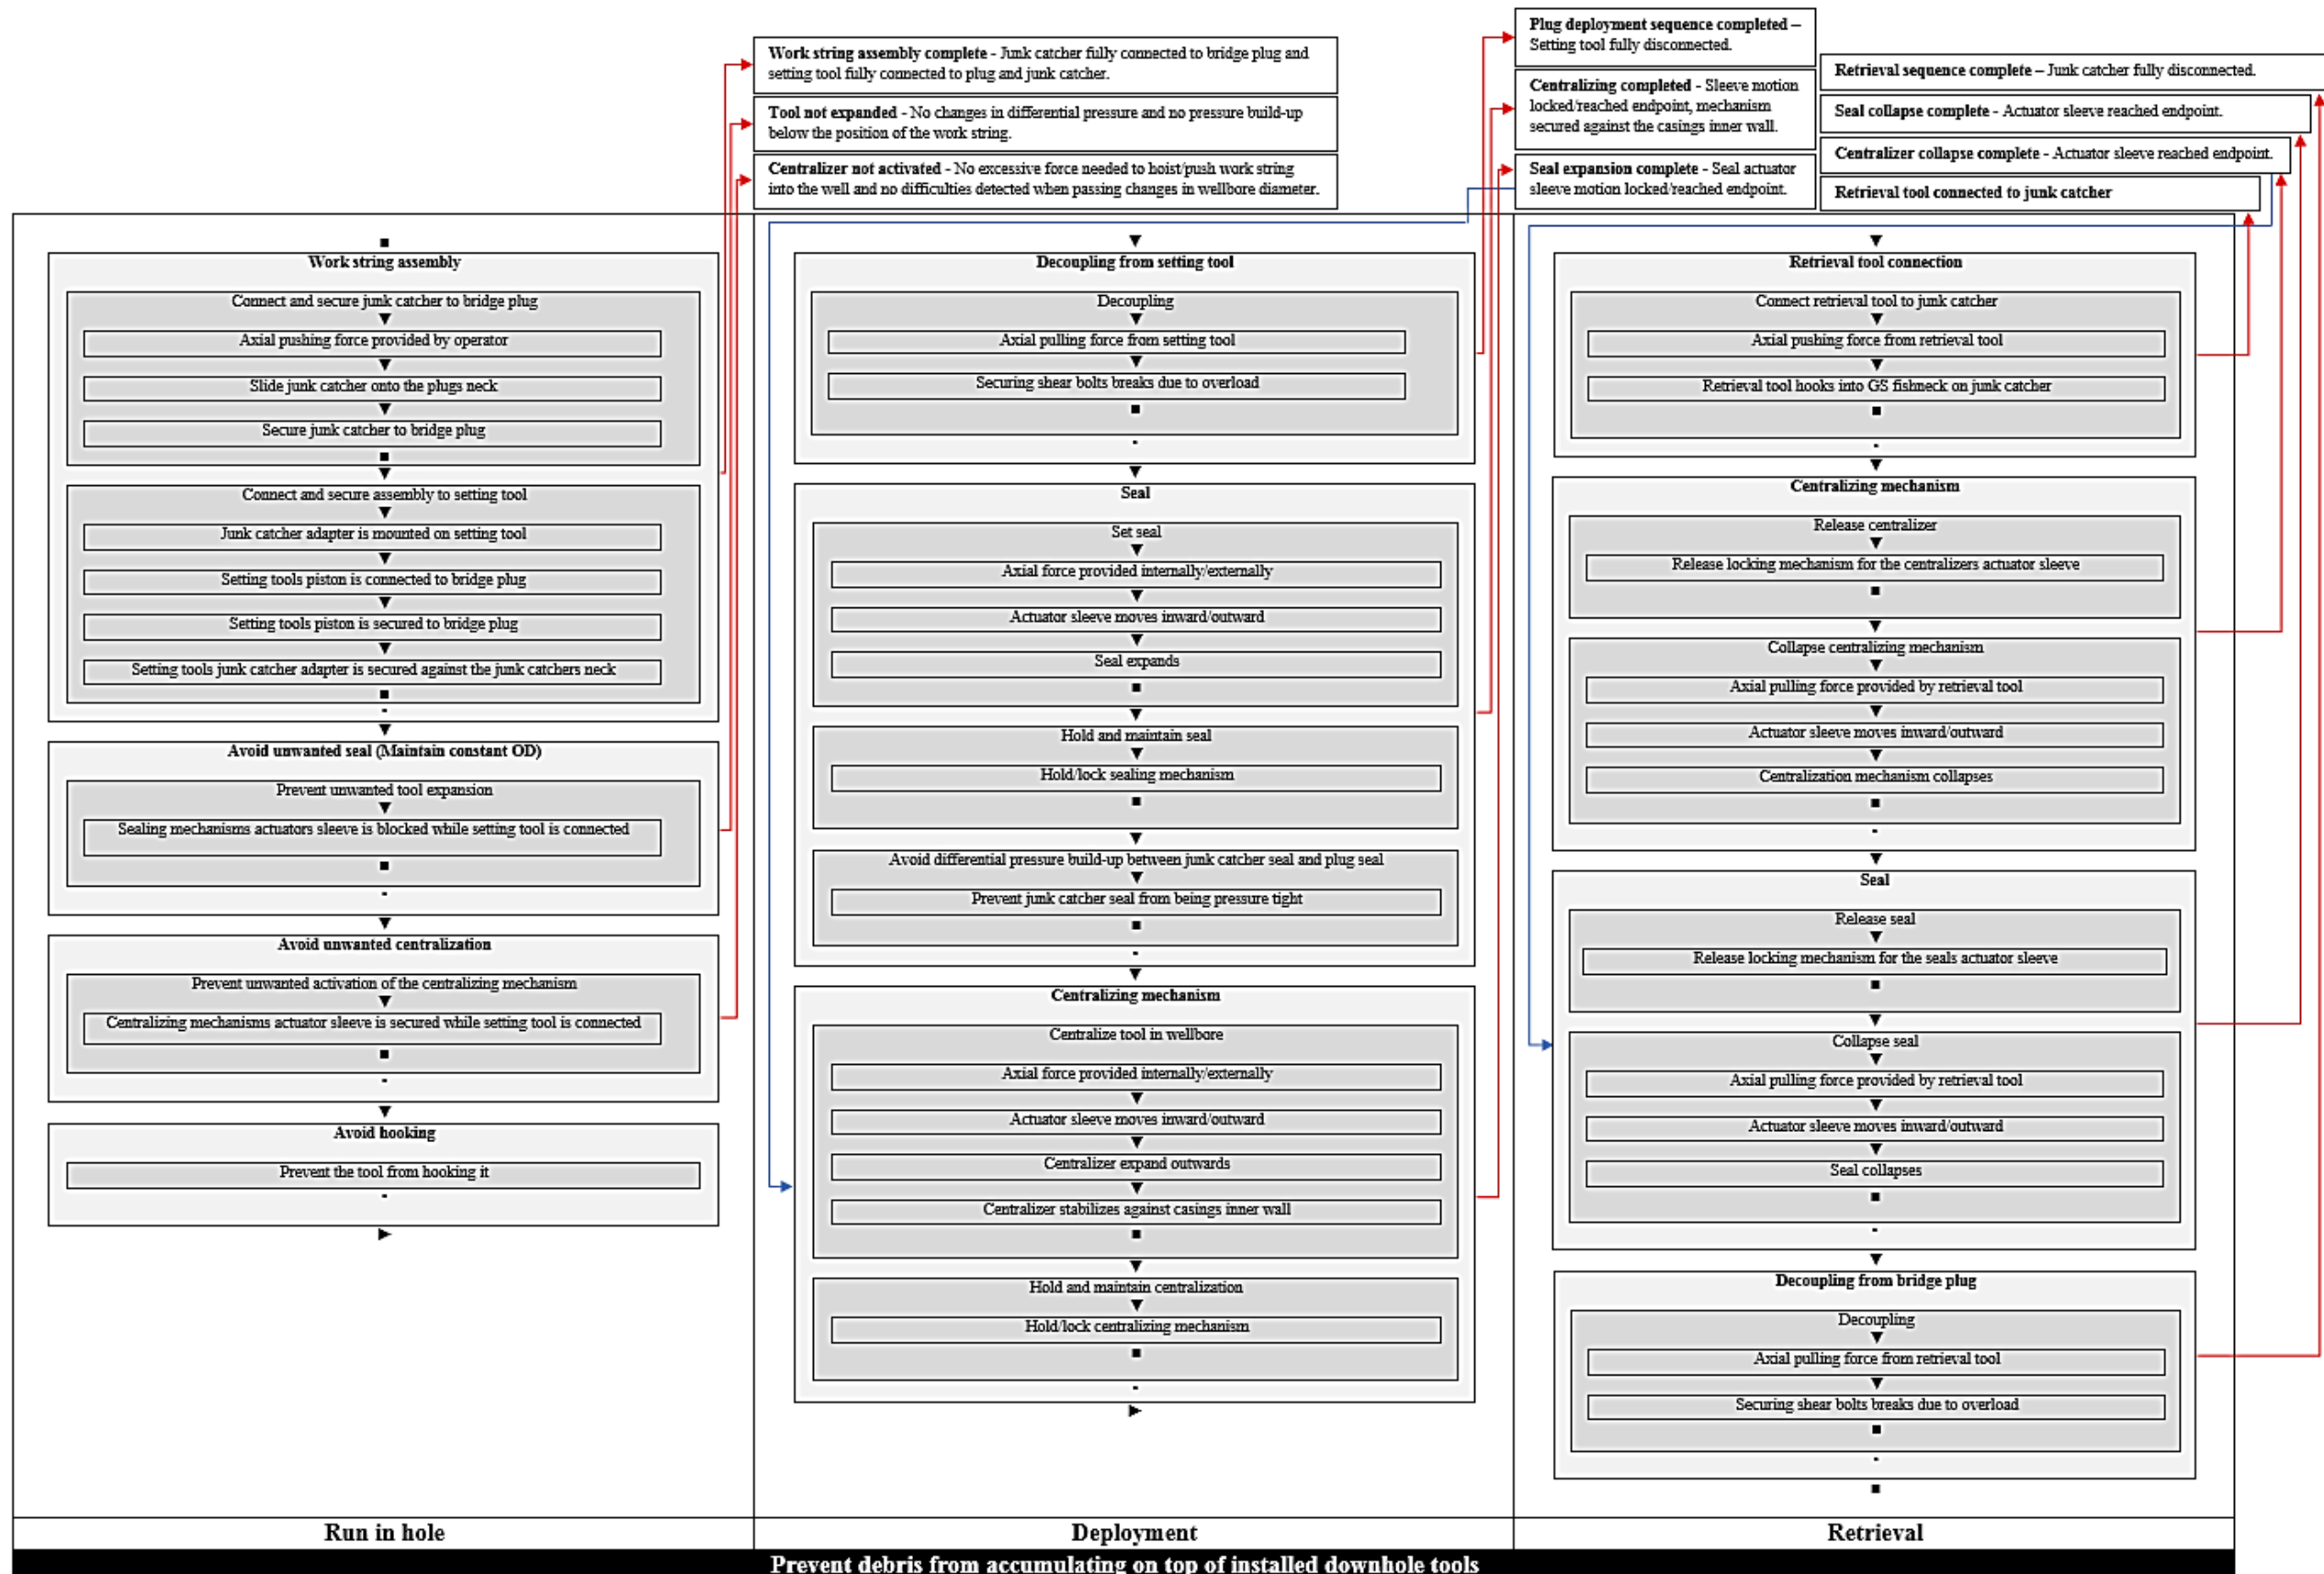 Work string assembly complete - Junk catcher fully connected to bridge plug and
setting tool fully connected to plug and junk catcher.
Tool not expanded - No changes in differential pressure and no pressure build-up
below the position of the work string.
Centralizer not activated - No excessive force needed to hoist/push work string
into the well and no difficulties detected when passing changes in wellbore diameter.
Plug deployment sequence completed –
Setting tool fully disconnected.
Centralizing completed - Sleeve motion
locked/reached endpoint, mechanism
secured against the casings inner wall.
Seal expansion complete - Seal actuator
sleeve motion locked/reached endpoint.
Retrieval sequence complete – Junk catcher fully disconnected.
Seal collapse complete - Actuator sleeve reached endpoint.
Centralizer collapse complete - Actuator sleeve reached endpoint.
Retrieval tool connected to junk catcher
Work string assembly
Connect and secure junk catcher to bridge plug
Axial pushing force provided by operator
Slide junk catcher onto the plugs neck
Secure junk catcher to bridge plug
Connect and secure assembly to setting tool
Junk catcher adapter is mounted on setting tool
Setting tools piston is connected to bridge plug
Setting tools piston is secured to bridge plug
Setting tools junk catcher adapter is secured against the junk catchers neck
Avoid unwanted seal (Maintain constant OD)
Prevent unwanted tool expansion
Sealing mechanisms actuators sleeve is blocked while setting tool is connected
Avoid unwanted centralization
Prevent unwanted activation of the centralizing mechanism
Centralizing mechanisms actuator sleeve is secured while setting tool is connected
Avoid hooking
Prevent the tool from hooking it
Decoupling from setting tool
Decoupling
Axial pulling force from setting tool
Securing shear bolts breaks due to overload
Seal
Set seal
Axial force provided internally/externally
Actuator sleeve moves inward/outward
Seal expands
Hold and maintain seal
Hold/lock sealing mechanism
Avoid differential pressure build-up between junk catcher seal and plug seal
Prevent junk catcher seal from being pressure tight
Centralizing mechanism
Centralize tool in wellbore
Axial force provided internally/externally
Actuator sleeve moves inward/outward
Centralizer expand outwards
Centralizer stabilizes against casings inner wall
Hold and maintain centralization
Hold/lock centralizing mechanism
Retrieval tool connection
Connect retrieval tool to junk catcher
Axial pushing force from retrieval tool
Retrieval tool hooks into GS fishneck on junk catcher
Centralizing mechanism
Release centralizer
Release locking mechanism for the centralizers actuator sleeve
Collapse centralizing mechanism
Axial pulling force provided by retrieval tool
Actuator sleeve moves inward/outward
Centralization mechanism collapses
Seal
Release seal
Release locking mechanism for the seals actuator sleeve
Collapse seal
Axial pulling force provided by retrieval tool
Actuator sleeve moves inward/outward
Seal collapses
Decoupling from bridge plug
Decoupling
Axial pulling force from retrieval tool
Securing shear bolts breaks due to overload
Run in hole
Deployment
Retrieval
Prevent debris from accumulating on top of installed downhole tools